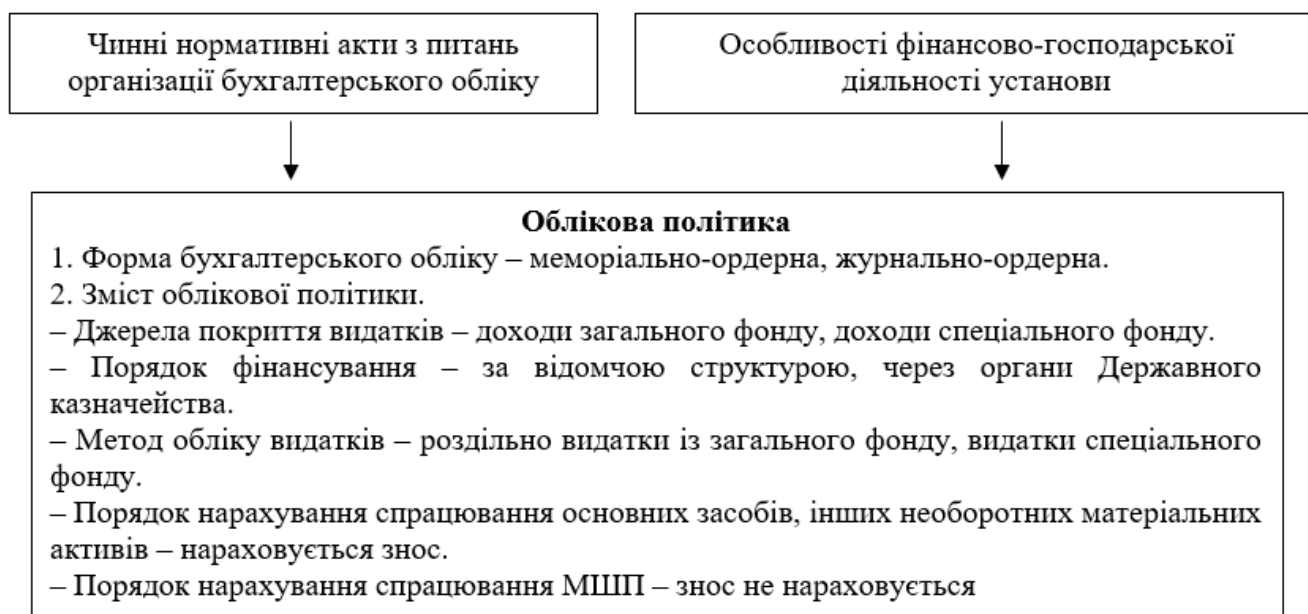 Чинні нормативні акти з питань
організації бухгалтерського обліку
Особливості фінансово-господарської
діяльності установи
Облікова політика
1. Форма бухгалтерського обліку – меморіально-ордерна, журнально-ордерна.
2. Зміст облікової політики.
– Джерела покриття видатків – доходи загального фонду, доходи спеціального фонду.
– Порядок фінансування – за відомчою структурою, через органи Державного
казначейства.
– Метод обліку видатків – роздільно видатки із загального фонду, видатки спеціального
фонду.
– Порядок нарахування спрацювання основних засобів, інших необоротних матеріальних
активів – нараховується знос.
– Порядок нарахування спрацювання МШП – знос не нараховується